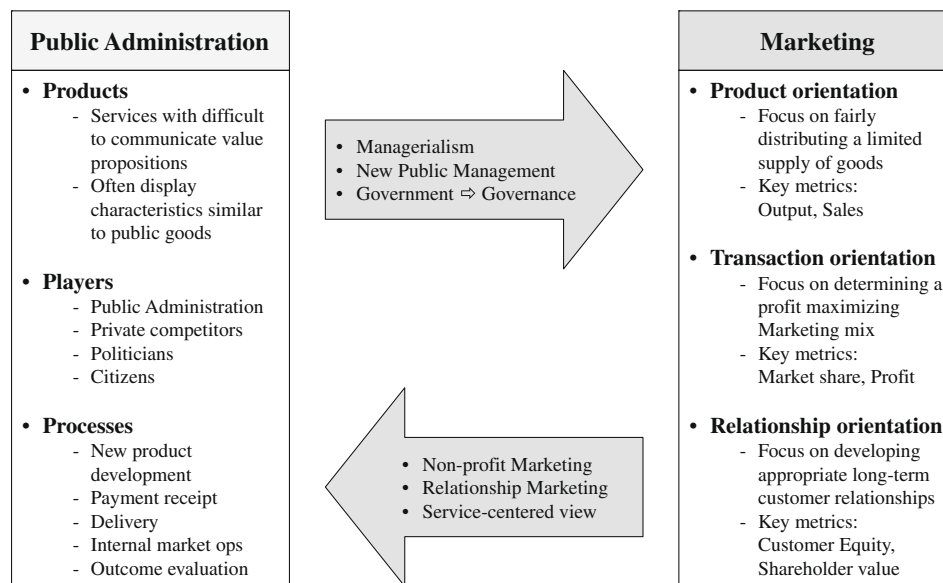 Public Administration
• Products
- Services with difficult
to communicate value
propositions
- Often display
characteristics similar
to public goods
• Players
- Public Administration
- Private competitors
- Politicians
- Citizens
• Processes
- New product
development
- Payment receipt
- Delivery
- Internal market ops
- Outcome evaluation
• Managerialism
• New Public Management
• Government ⇨ Governance
• Non-profit Marketing
• Relationship Marketing
• Service-centered view
Marketing
• Product orientation
- Focus on fairly
distributing a limited
supply of goods
- Key metrics:
Output, Sales
• Transaction orientation
- Focus on determining a
profit maximizing
Marketing mix
- Key metrics:
Market share, Profit
• Relationship orientation
- Focus on developing
appropriate long-term
customer relationships
- Key metrics:
Customer Equity,
Shareholder value